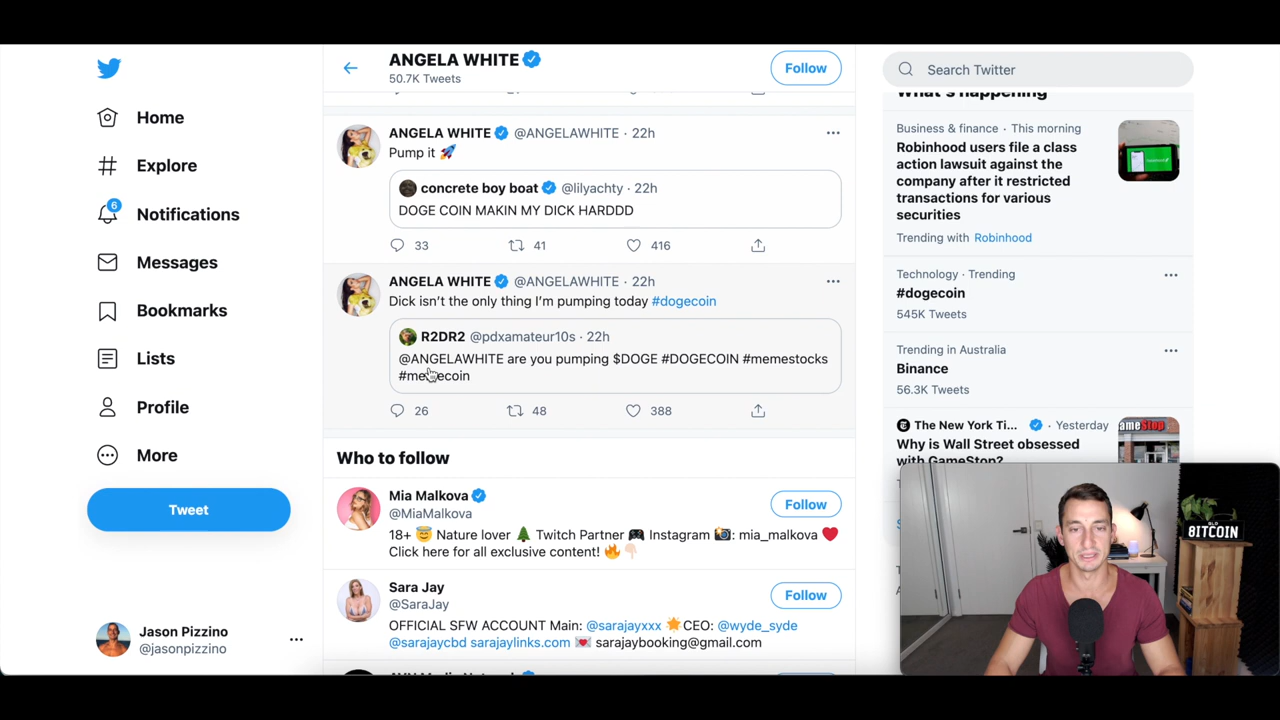 Home
Explore
6
Notifications
Messages
Bookmarks
Lists
Profile
More
Tweet
Jason Pizzino
@jasonpizzino
ANGELA WHITE
50.7K Tweets
Follow
ANGELA WHITE @ANGELAWHITE · 22h
Pump it 🚀
concrete boy boat @lilyachty · 22h
DOGE COIN MAKIN MY DICK HARDDD
33 41 416
ANGELA WHITE @ANGELAWHITE · 22h
Dick isn't the only thing I'm pumping today #dogecoin
R2DR2 @pdxamateur10s · 22h
@ANGELAWHITE are you pumping $DOGE #DOGECOIN #memestocks
26 48 388
Who to follow
Mia Malkova
@MiaMalkova
Follow
18+ 😇 Nature lover 🌲 Twitch Partner 🎮 Instagram 📸: mia_malkova ❤️
Click here for all exclusive content! 🔥👇🏻
Sara Jay
@SaraJay
Follow
OFFICIAL SFW ACCOUNT Main: @sarajayxxx 🌟CEO: @wyde_syde
@sarajaycbd sarajaylinks.com 💌 sarajaybooking@gmail.com
Search Twitter
What's happening
Business & finance · This morning
Robinhood users file a class
action lawsuit against the
company after it restricted
transactions for various
securities
Trending with Robinhood
Technology · Trending
#dogecoin
545K Tweets
Trending in Australia
Binance
56.3K Tweets
The New York Ti... · Yesterday
Why is Wall Street obsessed
with GameStop?
BITCOIN